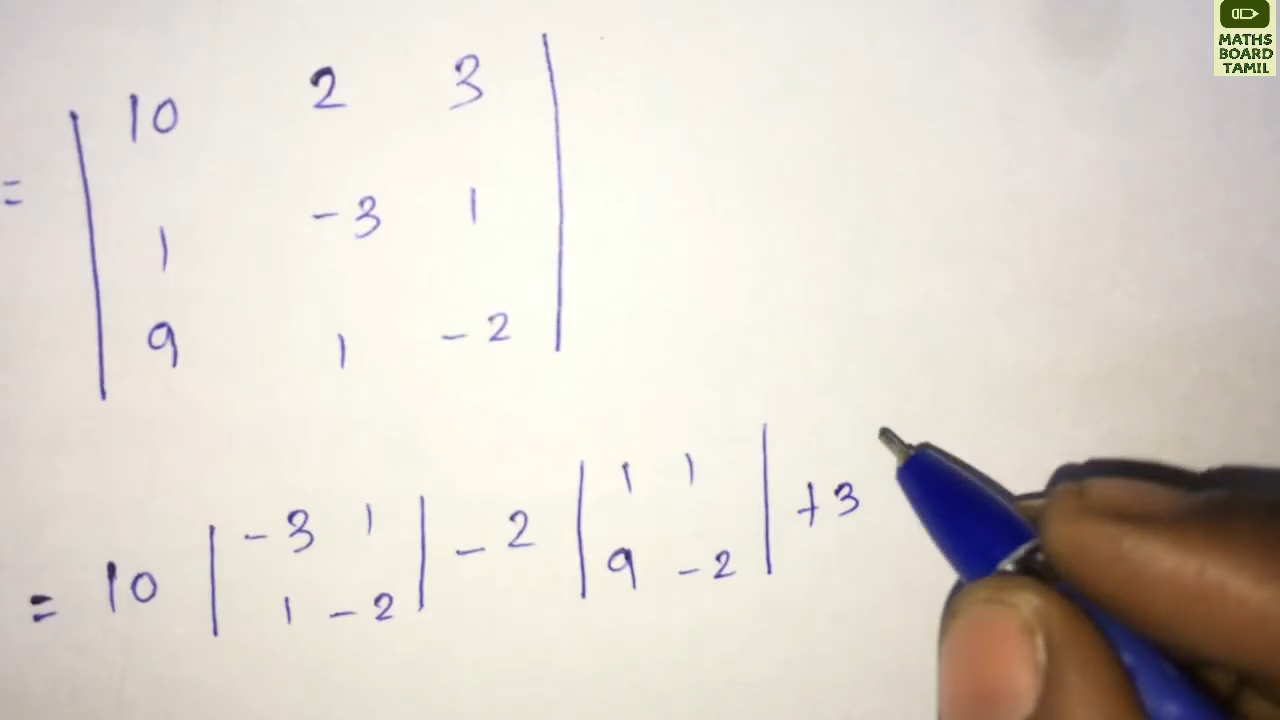 MATHS
BOARD
TAMIL
= | 10 2 3 |
| 1 -3 1 |
| 9 1 -2 |
= 10 | -3 1 | - 2 | 1 1 | + 3
| 1 -2 | | 9 -2 |